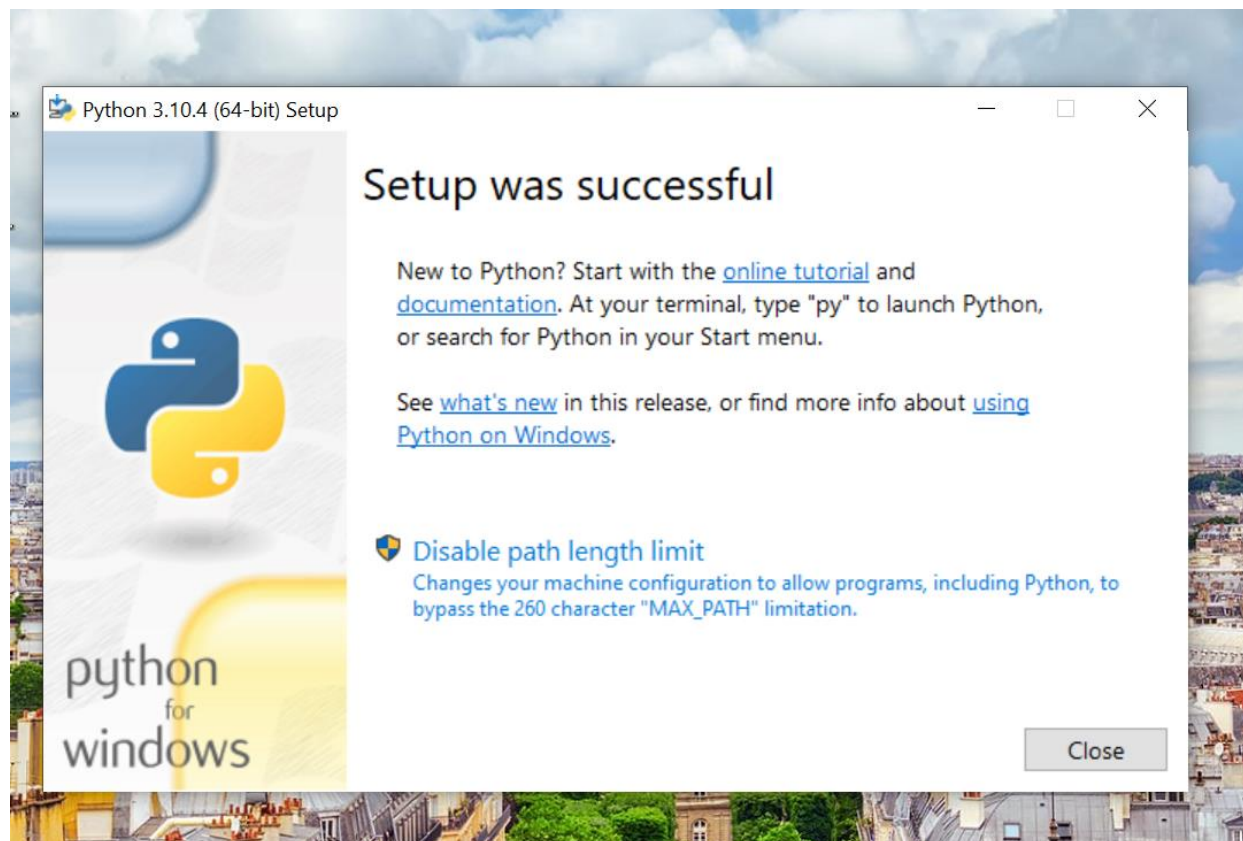 Python 3.10.4 (64-bit) Setup
Setup was successful
New to Python? Start with the online tutorial and
documentation. At your terminal, type "py" to launch Python,
or search for Python in your Start menu.
See what's new in this release, or find more info about using
Python on Windows.
Disable path length limit
Changes your machine configuration to allow programs, including Python, to
bypass the 260 character "MAX_PATH" limitation.
python
for
windows
Close